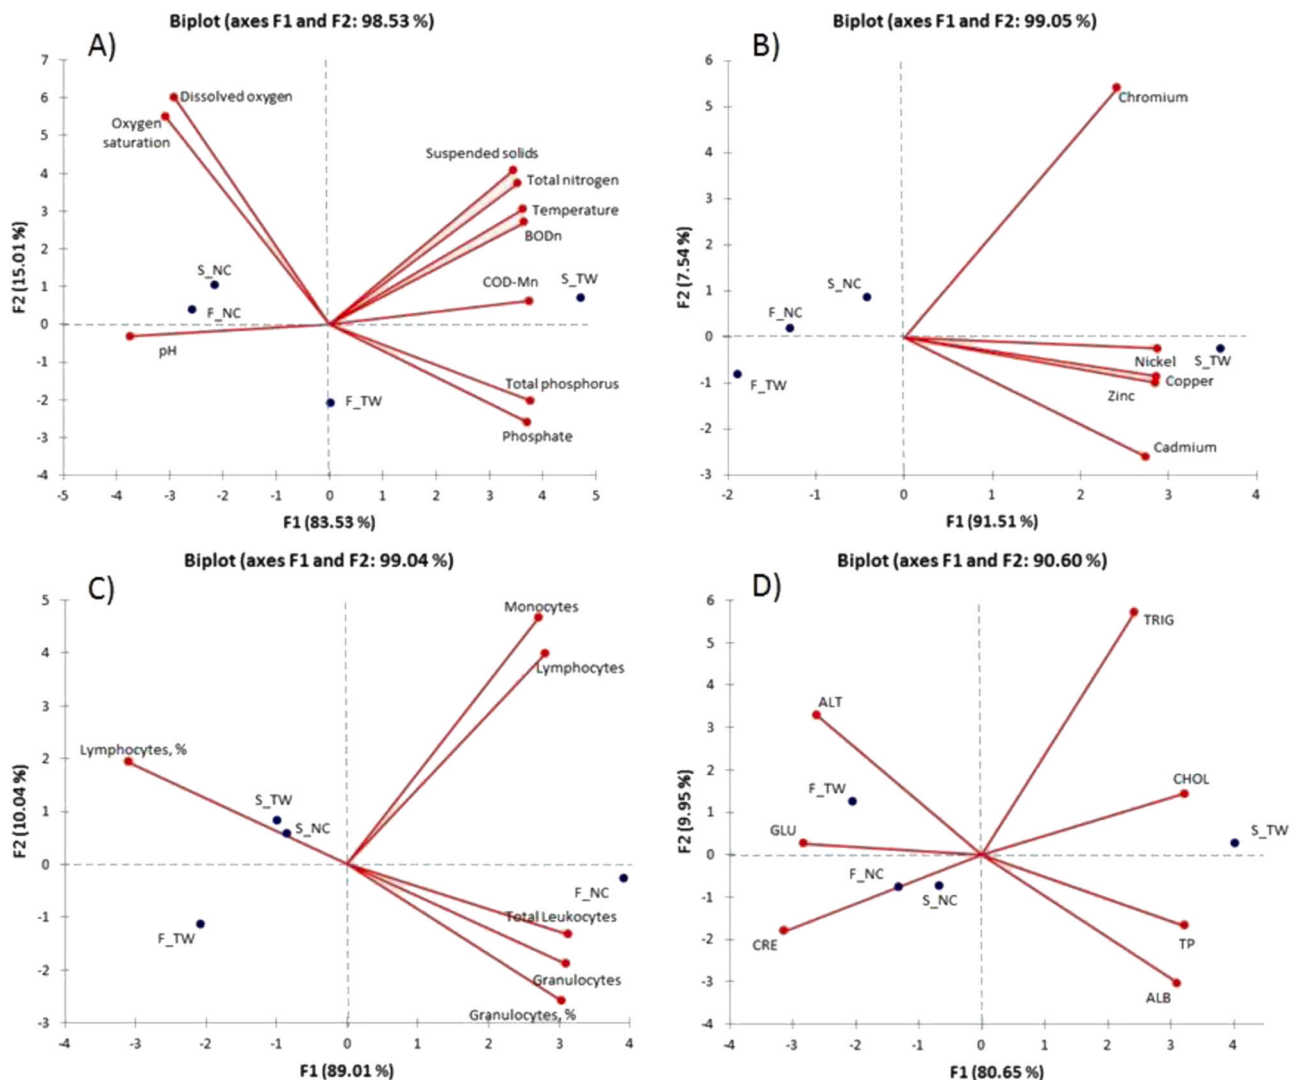 Biplot (axes F1 and F2: 98.53 %)
A)
7
6
5
4
3
2
1
0
-1
-2
-3
-4
F2 (15.01 %)
Dissolved oxygen
Oxygen
saturation
Suspended solids
Total nitrogen
Temperature
BODn
COD-Mn
S_TW
S_NC
F_NC
pH
F_TW
Total phosphorus
Phosphate
-5 -4 -3 -2 -1 0 1 2 3 4 5
F1 (83.53 %)
Biplot (axes F1 and F2: 99.05 %)
B)
6
5
4
3
2
1
0
-1
-2
-3
F2 (7.54 %)
Chromium
S_NC
F_NC
F_TW
Nickel
S_TW
Copper
Zinc
Cadmium
-2 -1 0 1 2 3 4
F1 (91.51 %)
Biplot (axes F1 and F2: 99.04 %)
C)
5
4
3
2
1
0
-1
-2
-3
F2 (10.04 %)
Monocytes
Lymphocytes
Lymphocytes, %
S_TW
S_NC
F_NC
F_TW
Total Leukocytes
Granulocytes
Granulocytes, %
-4 -3 -2 -1 0 1 2 3 4
F1 (89.01 %)
Biplot (axes F1 and F2: 90.60 %)
D)
6
5
4
3
2
1
0
-1
-2
-3
-4
F2 (9.95 %)
TRIG
ALT
CHOL
F_TW
GLU
S_TW
F_NC
S_NC
CRE
TP
ALB
-4 -3 -2 -1 0 1 2 3 4
F1 (80.65 %)